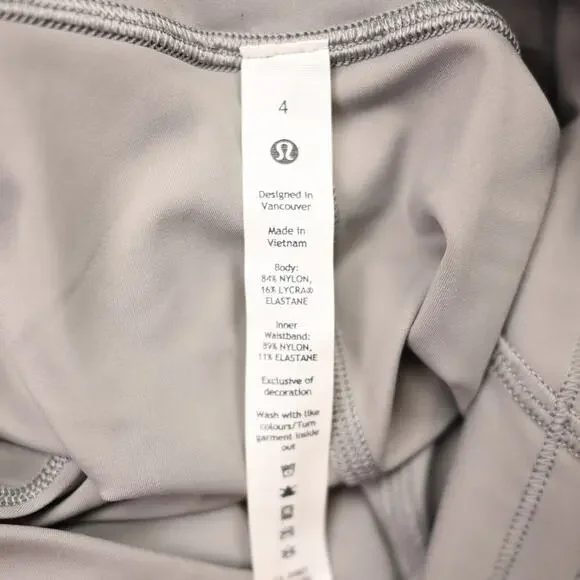 4
Designed in
Vancouver
Made in
Vietnam
Body:
84% NYLON,
16% LYCRA®
ELASTANE
Inner
Waistband:
89% NYLON,
11% ELASTANE
Exclusive of
decoration
Wash with like
colours/Turn
garment inside
out